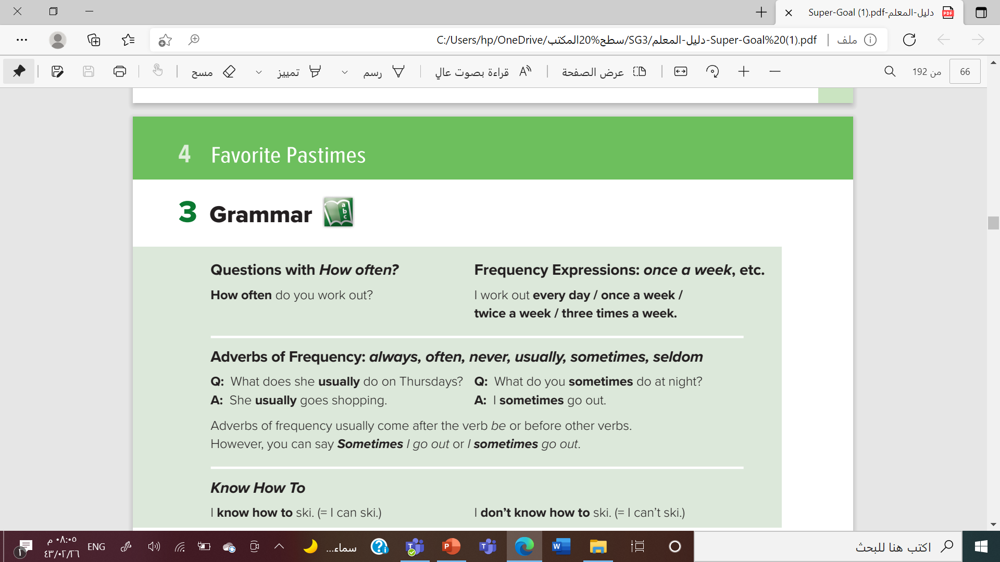 دليل-المعلم-Super-Goal (1).pdf
ملف
C:/Users/hp/OneDrive/سطح%20المكتب/SG3/دليل-المعلم-Super-Goal%20(1).pdf
66
من 192
عرض الصفحة
قراءة بصوت عالٍ
رسم
تمييز
مسح
4 Favorite Pastimes
3 Grammar
abc
Questions with How often?
How often do you work out?
Frequency Expressions: once a week, etc.
I work out every day / once a week /
twice a week / three times a week.
Adverbs of Frequency: always, often, never, usually, sometimes, seldom
Q: What does she usually do on Thursdays?
A: She usually goes shopping.
Q: What do you sometimes do at night?
A: I sometimes go out.
Adverbs of frequency usually come after the verb be or before other verbs.
However, you can say Sometimes I go out or I sometimes go out.
Know How To
I know how to ski. (= I can ski.)
I don't know how to ski. (= I can't ski.)
اكتب هنا للبحث
سماء...
ENG
٠٨:٠٥ م
٤٣/٠٢/٢٦
١